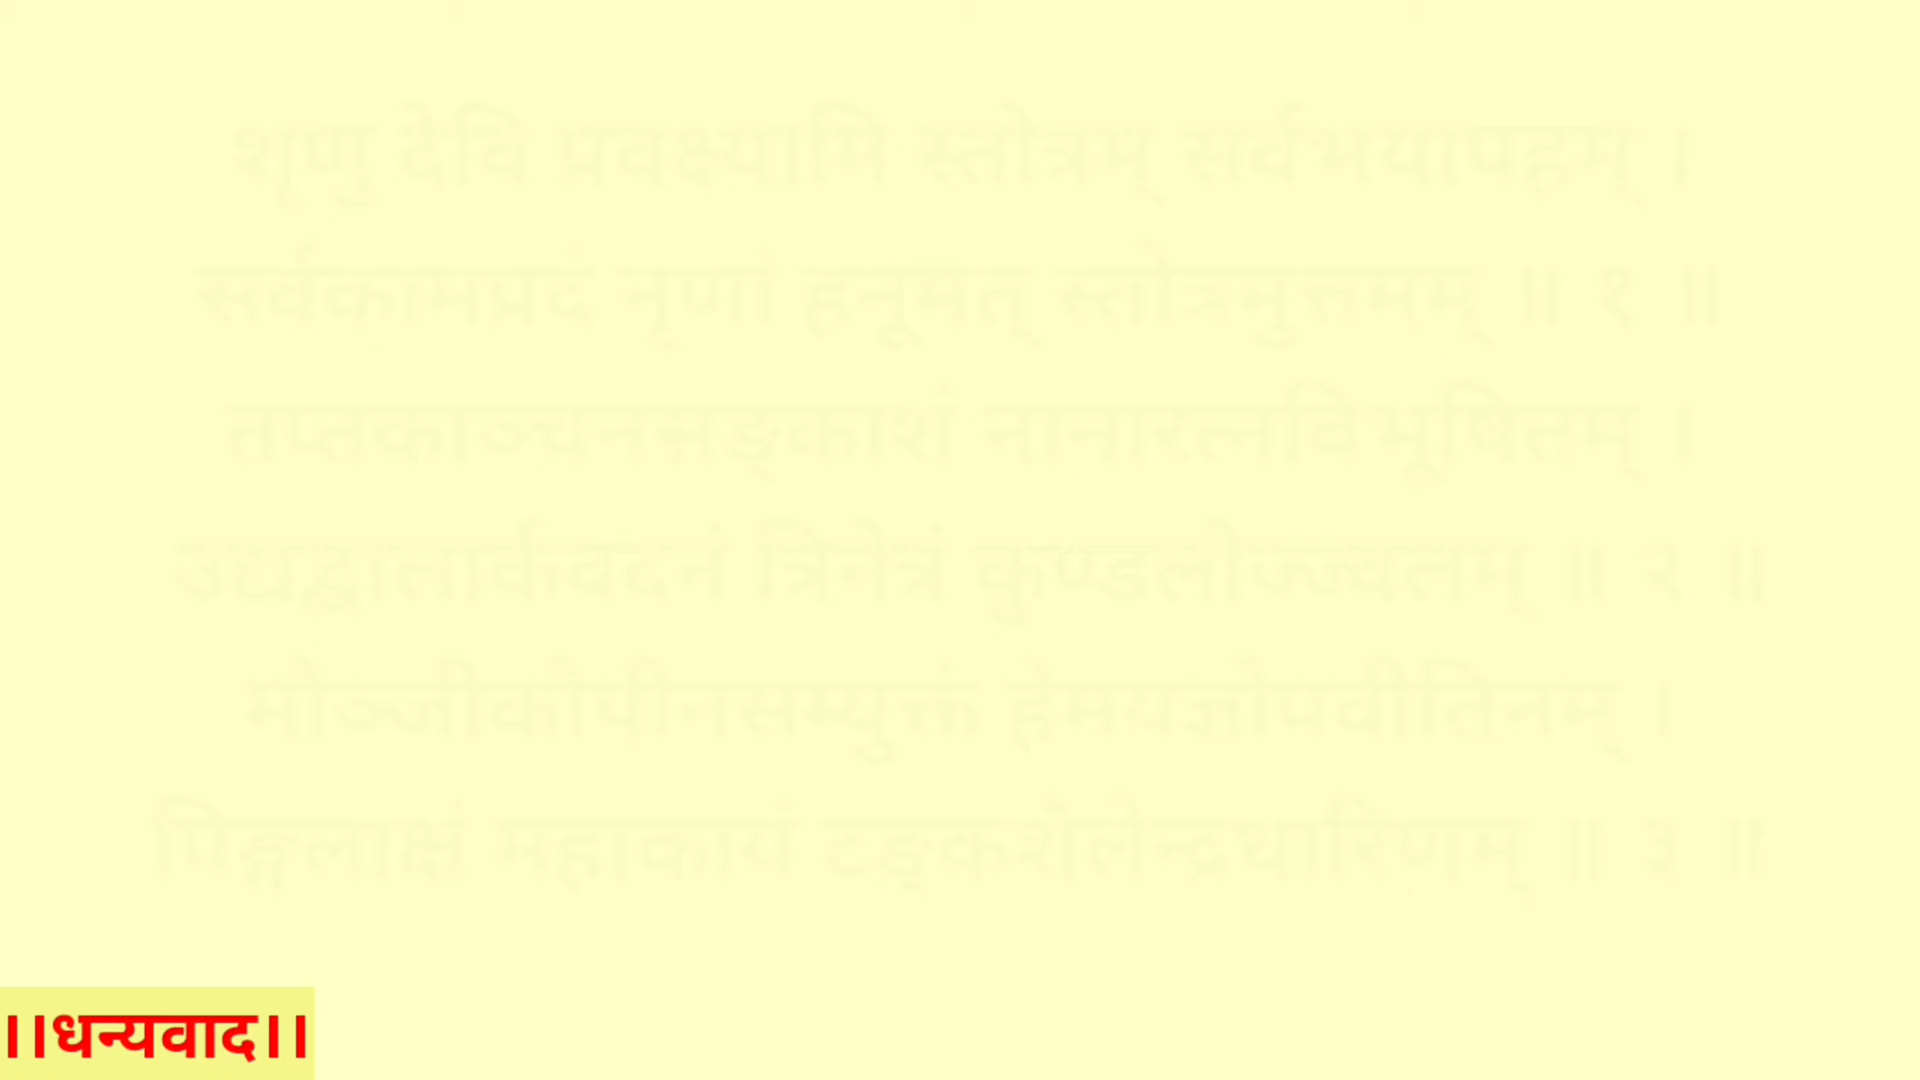 शृणु देवि प्रवक्ष्यामि स्तोत्रम् सर्वभयापहम् ।
सर्वकामप्रदं नृणां हनूमत् स्तोत्रमुत्तमम् ॥ १ ॥
तप्तकाञ्चनसङ्काशं नानारत्नविभूषितम् ।
उद्यद्बालार्कवदनं त्रिनेत्रं कुण्डलोज्ज्वलम् ॥ २ ॥
मौञ्जीकौपीनसम्युक्तं हेमयज्ञोपवीतिनम् ।
पिङ्गलाक्षं महाकायं टङ्कशैलेन्द्रधारिणम् ॥ ३ ॥
।।धन्यवाद।।